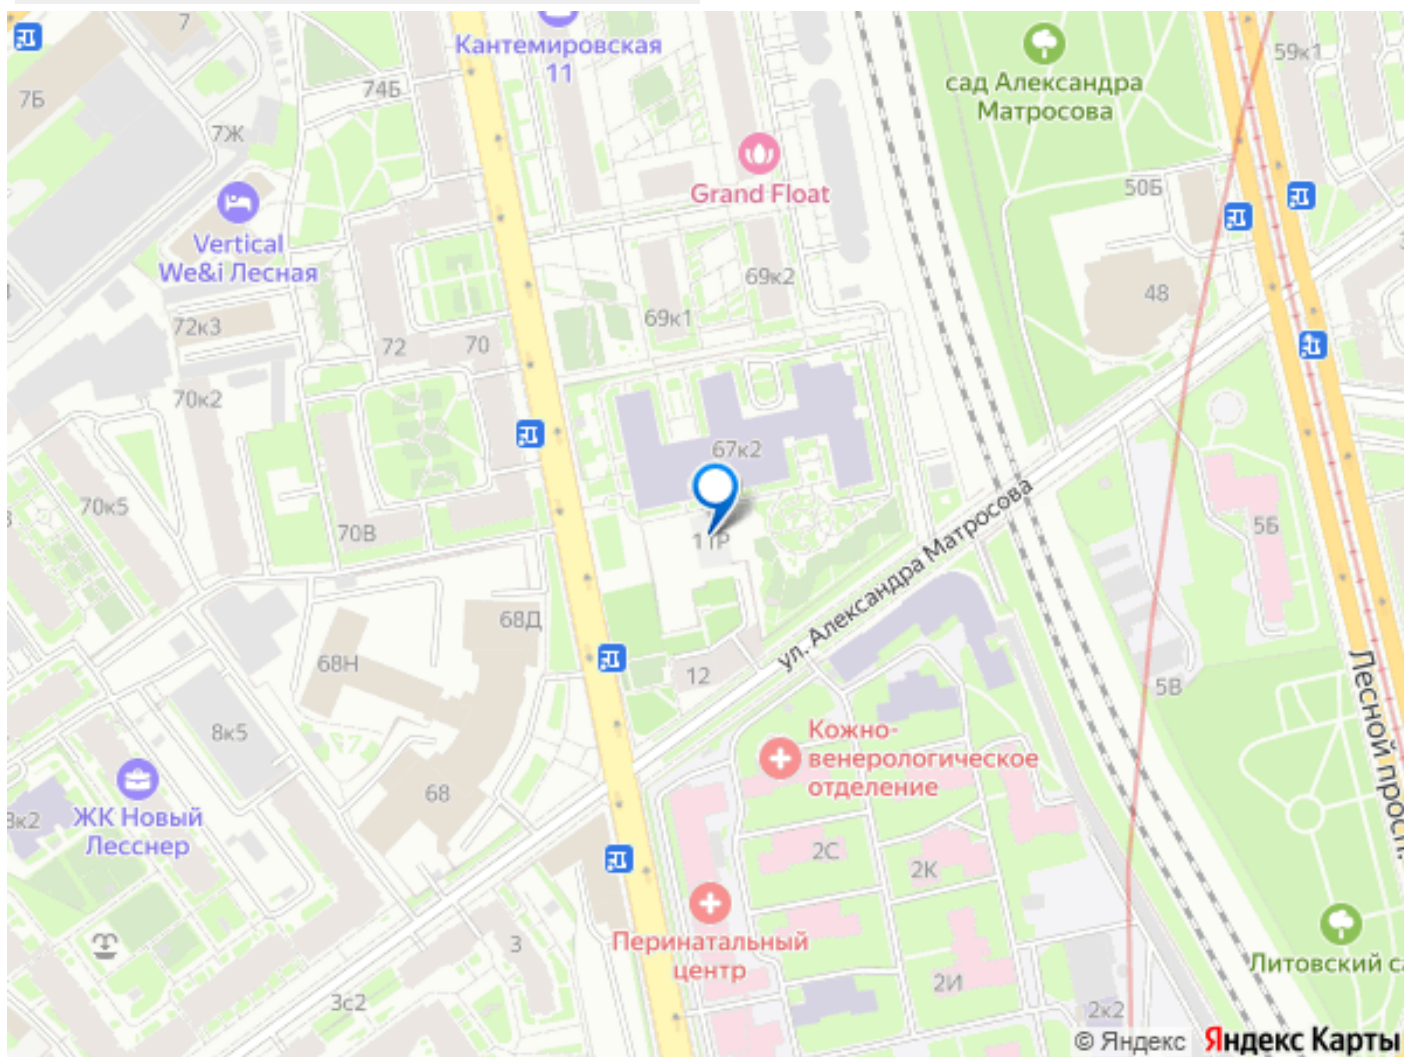 7
Кантемировская
11
59к1
7Б
74Б
сад Александра
Матросова
7Ж
Grand Float
50Б
Vertical
We&i Лесная
69к2
48
72к3
69к1
72
70
70к2
67к2
70к5
70В
5Б
ул. Александра Матросова
68Д
68Н
12
5В
Лесной просп.
8к5
Кожно-
венерологическое
отделение
68
ЖК Новый
Лесснер
2С
2К
3
Перинатальный
центр
Литовский са
2И
3с2
2к2
© Яндекс
Яндекс Карты